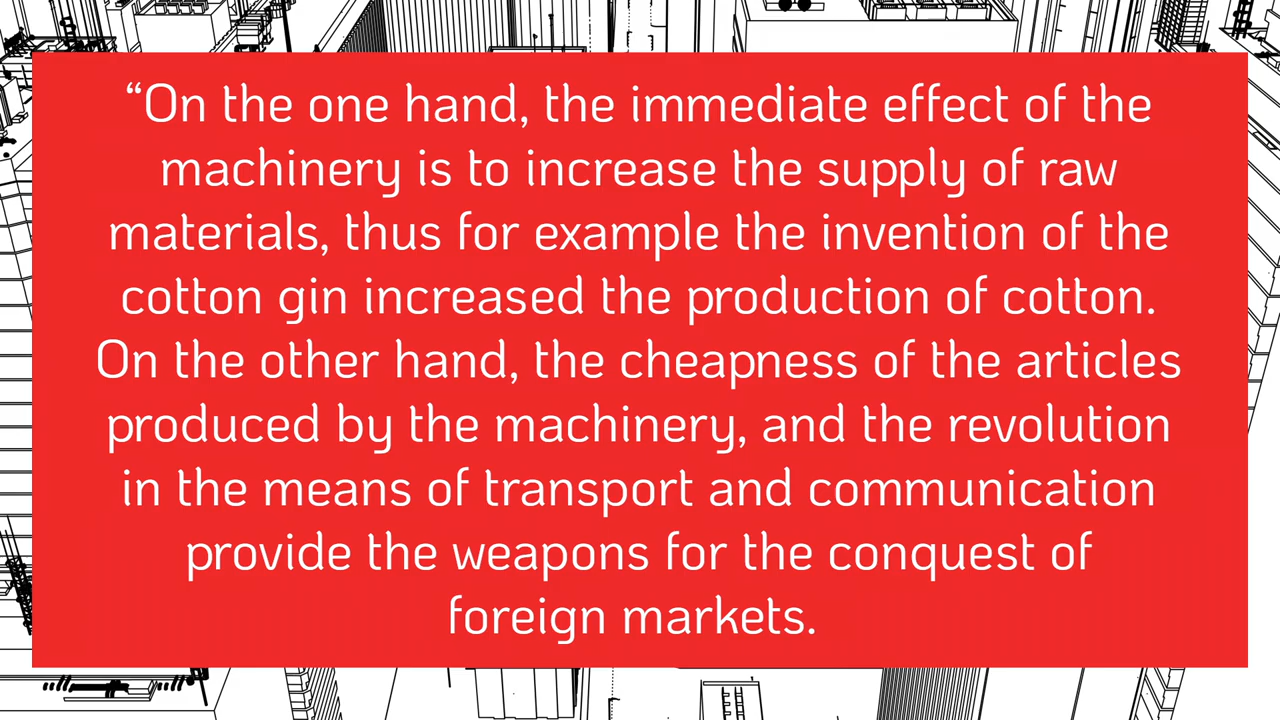 “On the one hand, the immediate effect of the
machinery is to increase the supply of raw
materials, thus for example the invention of the
cotton gin increased the production of cotton.
On the other hand, the cheapness of the articles
produced by the machinery, and the revolution
in the means of transport and communication
provide the weapons for the conquest of
foreign markets.